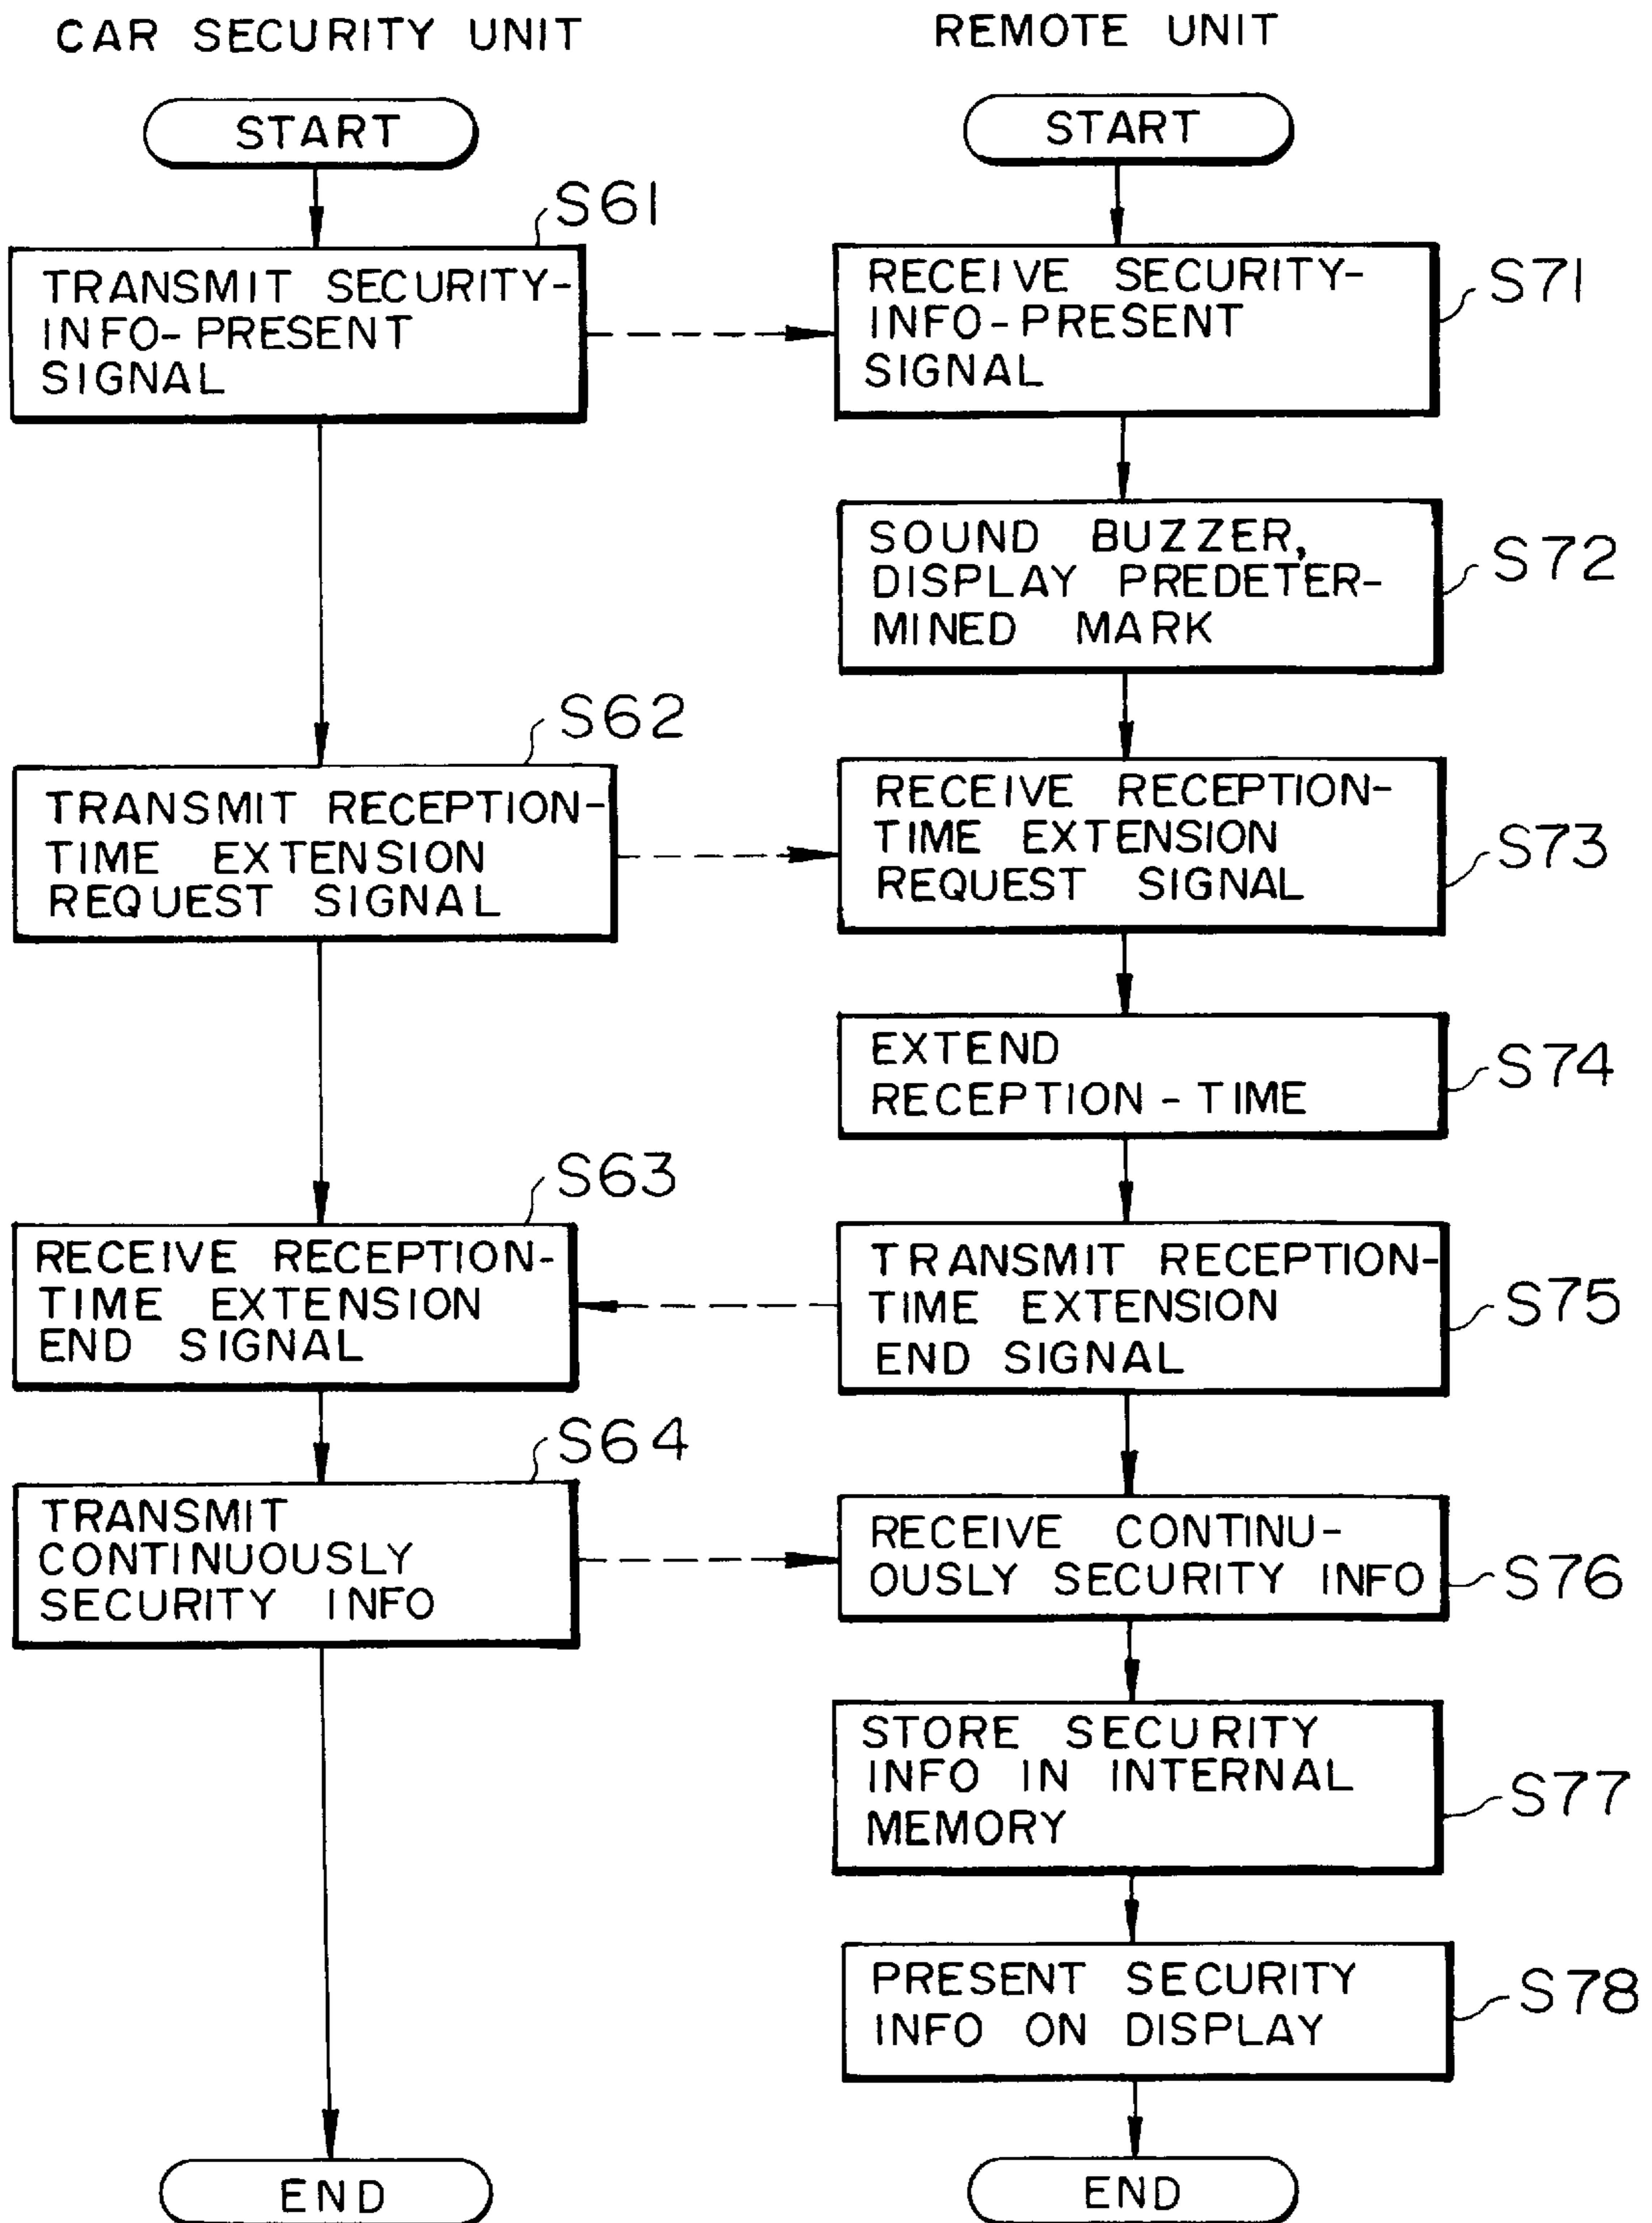 CAR SECURITY UNIT
START
S61
TRANSMIT SECURITY-
INFO-PRESENT
SIGNAL
S62
TRANSMIT RECEPTION-
TIME EXTENSION
REQUEST SIGNAL
S63
RECEIVE RECEPTION-
TIME EXTENSION
END SIGNAL
S64
TRANSMIT
CONTINUOUSLY
SECURITY INFO
END
REMOTE UNIT
START
RECEIVE SECURITY-
INFO-PRESENT
SIGNAL
S71
SOUND BUZZER,
DISPLAY PREDETER-
MINED MARK
S72
RECEIVE RECEPTION-
TIME EXTENSION
REQUEST SIGNAL
S73
EXTEND
RECEPTION-TIME
S74
TRANSMIT RECEPTION-
TIME EXTENSION
END SIGNAL
S75
RECEIVE CONTINU-
OUSLY SECURITY INFO
S76
STORE SECURITY
INFO IN INTERNAL
MEMORY
S77
PRESENT SECURITY
INFO ON DISPLAY
S78
END